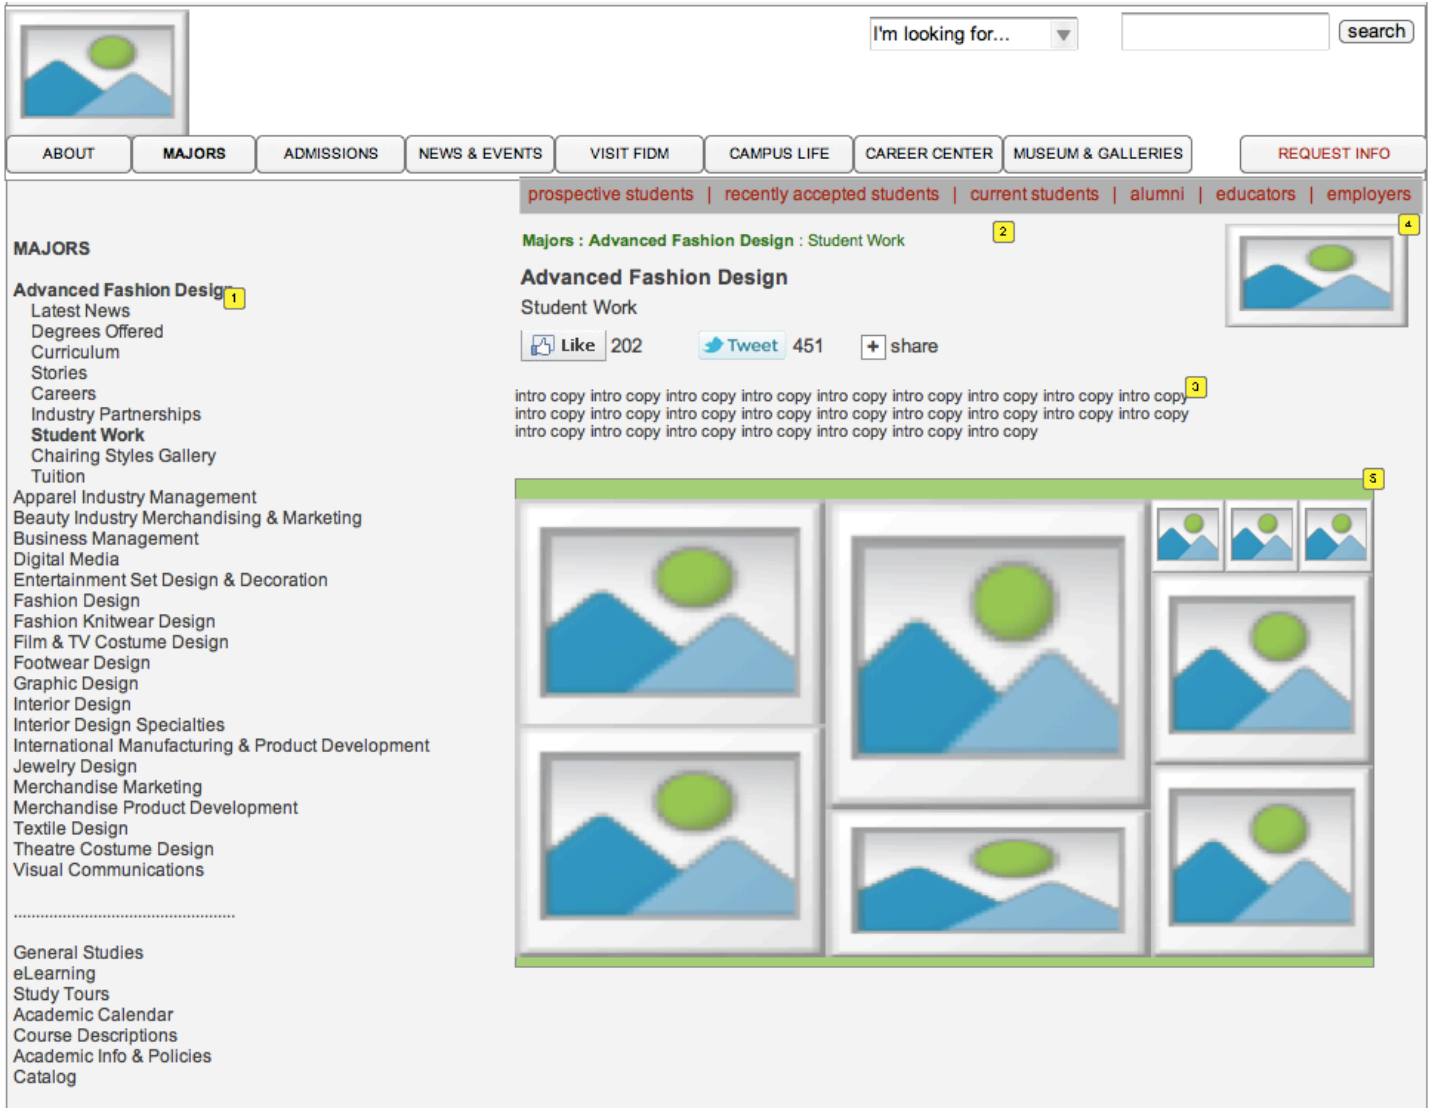 I'm looking for...
search
ABOUT
MAJORS
ADMISSIONS
NEWS & EVENTS
VISIT FIDM
CAMPUS LIFE
CAREER CENTER
MUSEUM & GALLERIES
REQUEST INFO
prospective students | recently accepted students | current students | alumni | educators | employers
MAJORS
Advanced Fashion Design
1
Latest News
Degrees Offered
Curriculum
Stories
Careers
Industry Partnerships
Student Work
Chairing Styles Gallery
Tuition
Apparel Industry Management
Beauty Industry Merchandising & Marketing
Business Management
Digital Media
Entertainment Set Design & Decoration
Fashion Design
Fashion Knitwear Design
Film & TV Costume Design
Footwear Design
Graphic Design
Interior Design
Interior Design Specialties
International Manufacturing & Product Development
Jewelry Design
Merchandise Marketing
Merchandise Product Development
Textile Design
Theatre Costume Design
Visual Communications
General Studies
eLearning
Study Tours
Academic Calendar
Course Descriptions
Academic Info & Policies
Catalog
Majors : Advanced Fashion Design : Student Work
2
4
Advanced Fashion Design
Student Work
Like 202
Tweet 451
+ share
intro copy intro copy intro copy intro copy intro copy intro copy intro copy intro copy intro copy
3
intro copy intro copy intro copy intro copy intro copy intro copy intro copy intro copy intro copy
intro copy intro copy intro copy intro copy intro copy intro copy intro copy
5